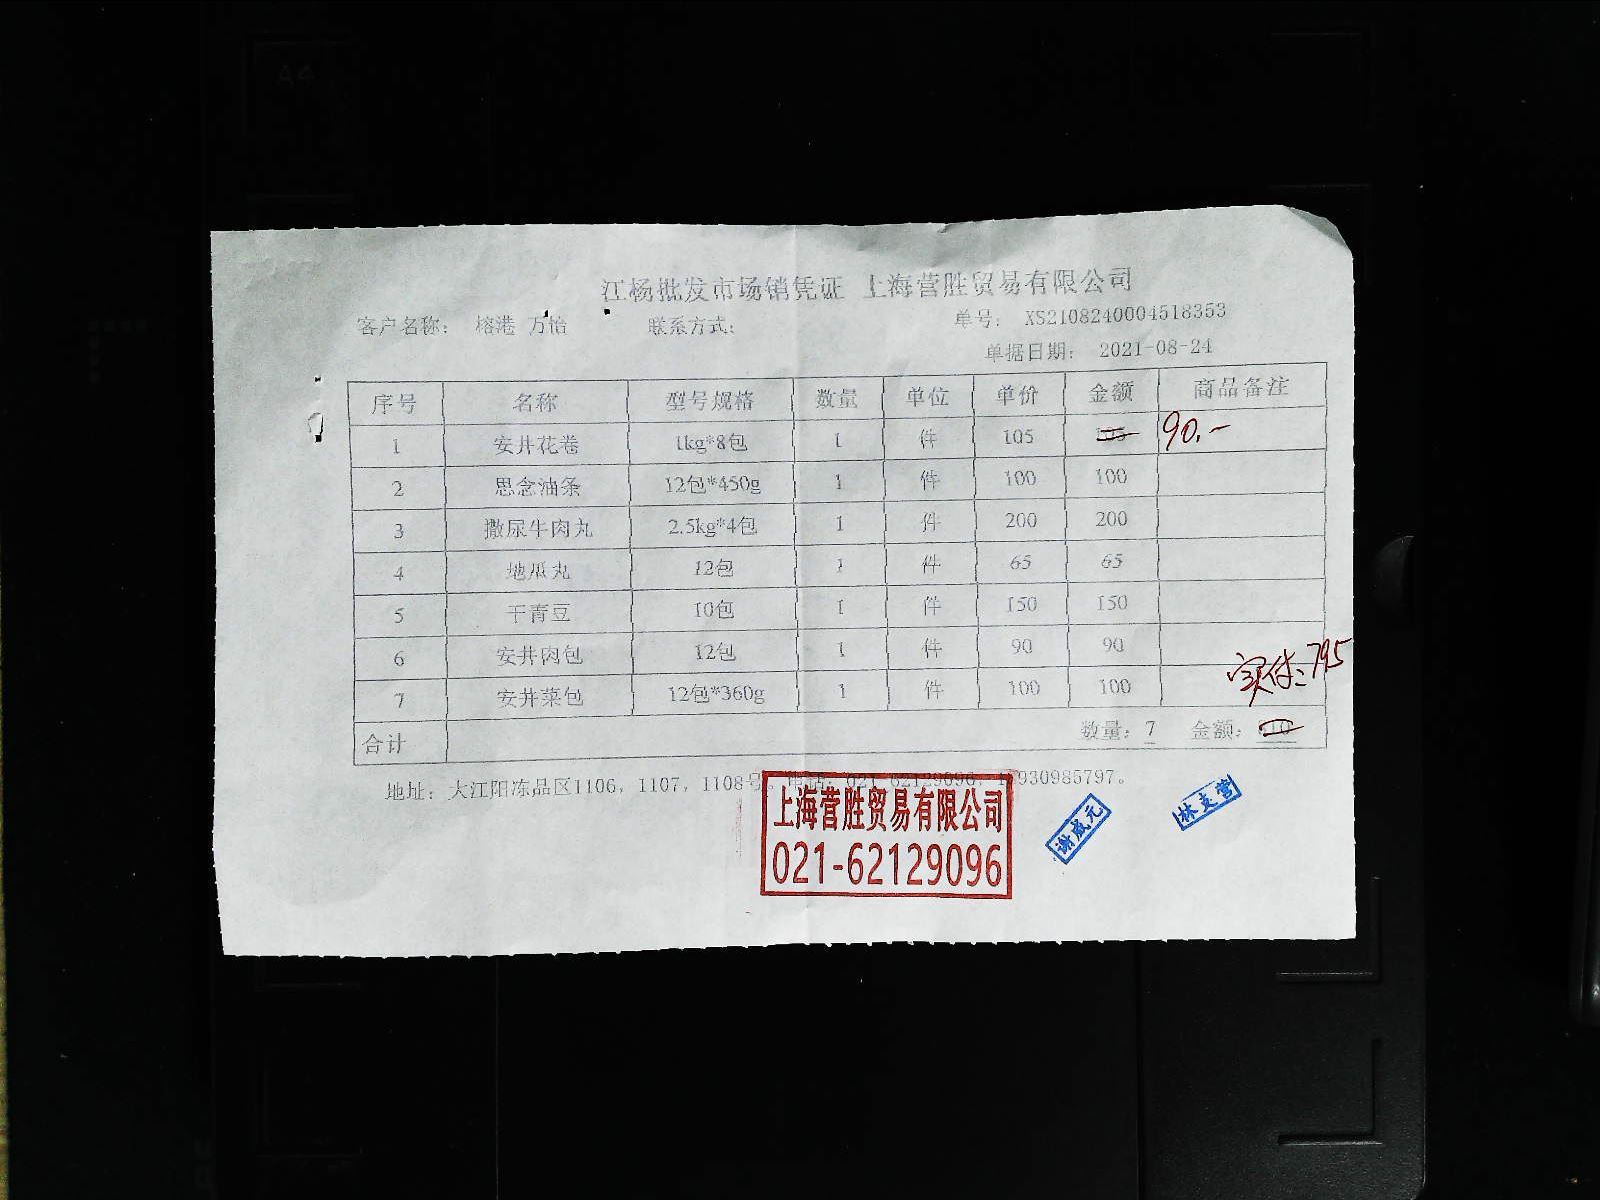 A4
江杨批发市场销凭证 上海营胜贸易有限公司
客户名称： 榕港 万怡 联系方式： 单号： XS2108240004518353
单据日期： 2021-08-24
序号 名称 型号规格 数量 单位 单价 金额 商品备注
1 安井花卷 1kg*8包 1 件 105 105 90.-
2 思念油条 12包*450g 1 件 100 100
3 撒尿牛肉丸 2.5kg*4包 1 件 200 200
4 地瓜丸 12包 1 件 65 65
5 干青豆 10包 1 件 150 150
6 安井肉包 12包 1 件 90 90
7 安井菜包 12包*360g 1 件 100 100
实付：795
合计 数量：7 金额：810
地址：大江阳冻品区1106，1107，1108号。电话：021-62129096，930985797。
上海营胜贸易有限公司
021-62129096
谢成元
林支宫